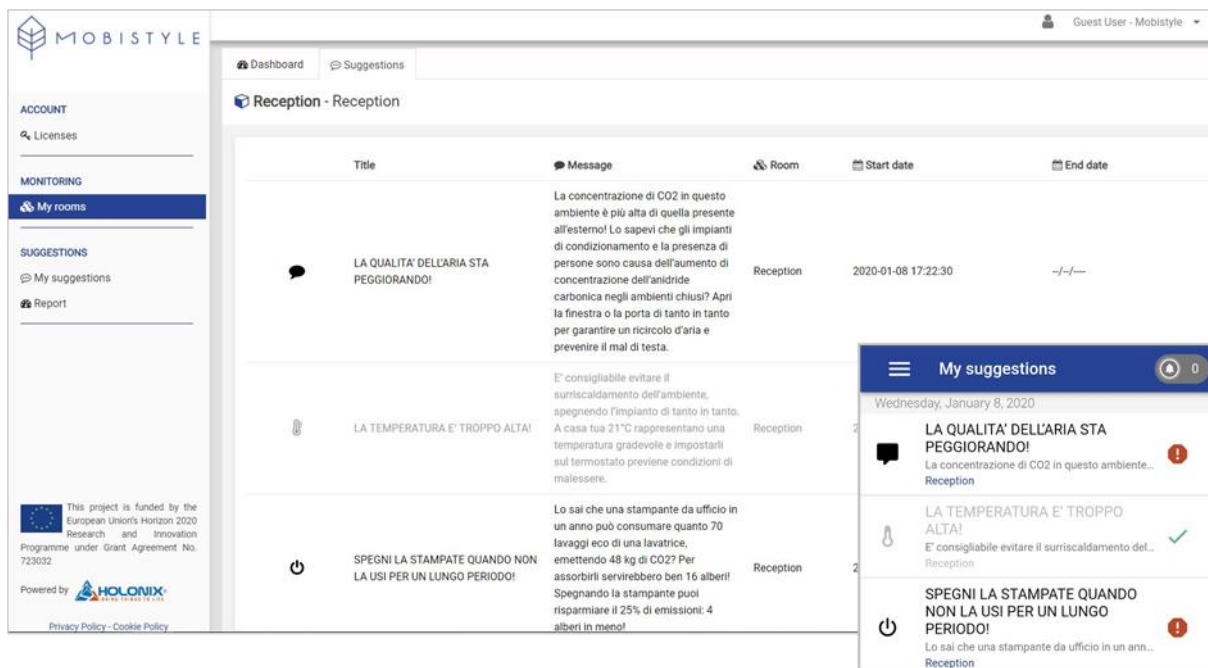 MOBISTYLE
Guest User - Mobistyle
Dashboard
Suggestions
ACCOUNT
Licenses
MONITORING
My rooms
SUGGESTIONS
My suggestions
Report
This project is funded by the
European Union's Horizon 2020
Research and Innovation
Programme under Grant Agreement No.
723032
Powered by HOLONIX
Privacy Policy - Cookie Policy
Reception - Reception
Title Message Room Start date End date
LA QUALITA' DELL'ARIA STA
PEGGIORANDO!
La concentrazione di CO2 in questo
ambiente è più alta di quella presente
all'esterno! Lo sapevi che gli impianti
di condizionamento e la presenza di
persone sono causa dell'aumento di
concentrazione dell'anidride
carbonica negli ambienti chiusi? Apri
la finestra o la porta di tanto in tanto
per garantire un ricircolo d'aria e
prevenire il mal di testa.
Reception
2020-01-08 17:22:30
--/--/----
LA TEMPERATURA E' TROPPO ALTA!
E' consigliabile evitare il
surriscaldamento dell'ambiente,
spegnendo l'impianto di tanto in tanto.
A casa tua 21°C rappresentano una
temperatura gradevole e impostarli
sul termostato previene condizioni di
malessere.
Reception
2
SPEGNI LA STAMPATE QUANDO NON
LA USI PER UN LUNGO PERIODO!
Lo sai che una stampante da ufficio in
un anno può consumare quanto 70
lavaggi eco di una lavatrice,
emettendo 48 kg di CO2? Per
assorbirli servirebbero ben 16 alberi!
Spegnando la stampante puoi
risparmiare il 25% di emissioni: 4
alberi in meno!
Reception
2
My suggestions
0
Wednesday, January 8, 2020
LA QUALITA' DELL'ARIA STA
PEGGIORANDO!
La concentrazione di CO2 in questo ambiente...
Reception
LA TEMPERATURA E' TROPPO
ALTA!
E' consigliabile evitare il surriscaldamento del...
Reception
SPEGNI LA STAMPATE QUANDO
NON LA USI PER UN LUNGO
PERIODO!
Lo sai che una stampante da ufficio in un ann...
Reception